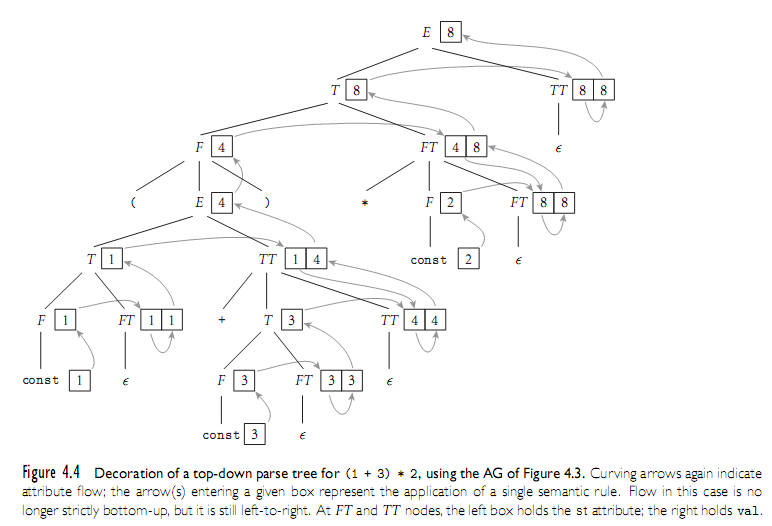 E 8
T 8 TT 8 8
F 4 FT 4 8 ϵ
( E 4 ) * F 2 FT 8 8
T 1 TT 1 4 const 2 ϵ
F 1 FT 1 1 + T 3 TT 4 4
const 1 ϵ F 3 FT 3 3 ϵ
const 3 ϵ
Figure 4.4 Decoration of a top-down parse tree for (1 + 3) * 2, using the AG of Figure 4.3. Curving arrows again indicate
attribute flow; the arrow(s) entering a given box represent the application of a single semantic rule. Flow in this case is no
longer strictly bottom-up, but it is still left-to-right. At FT and TT nodes, the left box holds the st attribute; the right holds val.